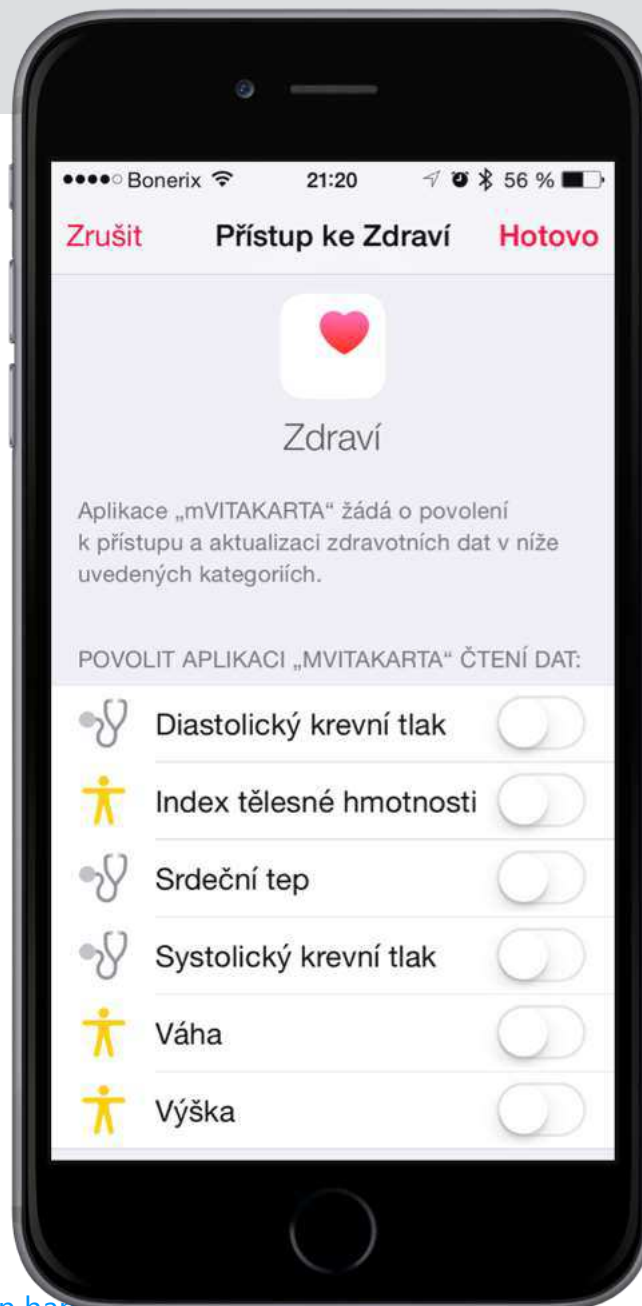 Bonerix 21:20 56 %
Zrušit Přístup ke Zdraví Hotovo
Zdraví
Aplikace „mVITAKARTA“ žádá o povolení
k přístupu a aktualizaci zdravotních dat v níže
uvedených kategoriích.
POVOLIT APLIKACI „MVITAKARTA“ ČTENÍ DAT:
Diastolický krevní tlak
Index tělesné hmotnosti
Srdeční tep
Systolický krevní tlak
Váha
Výška